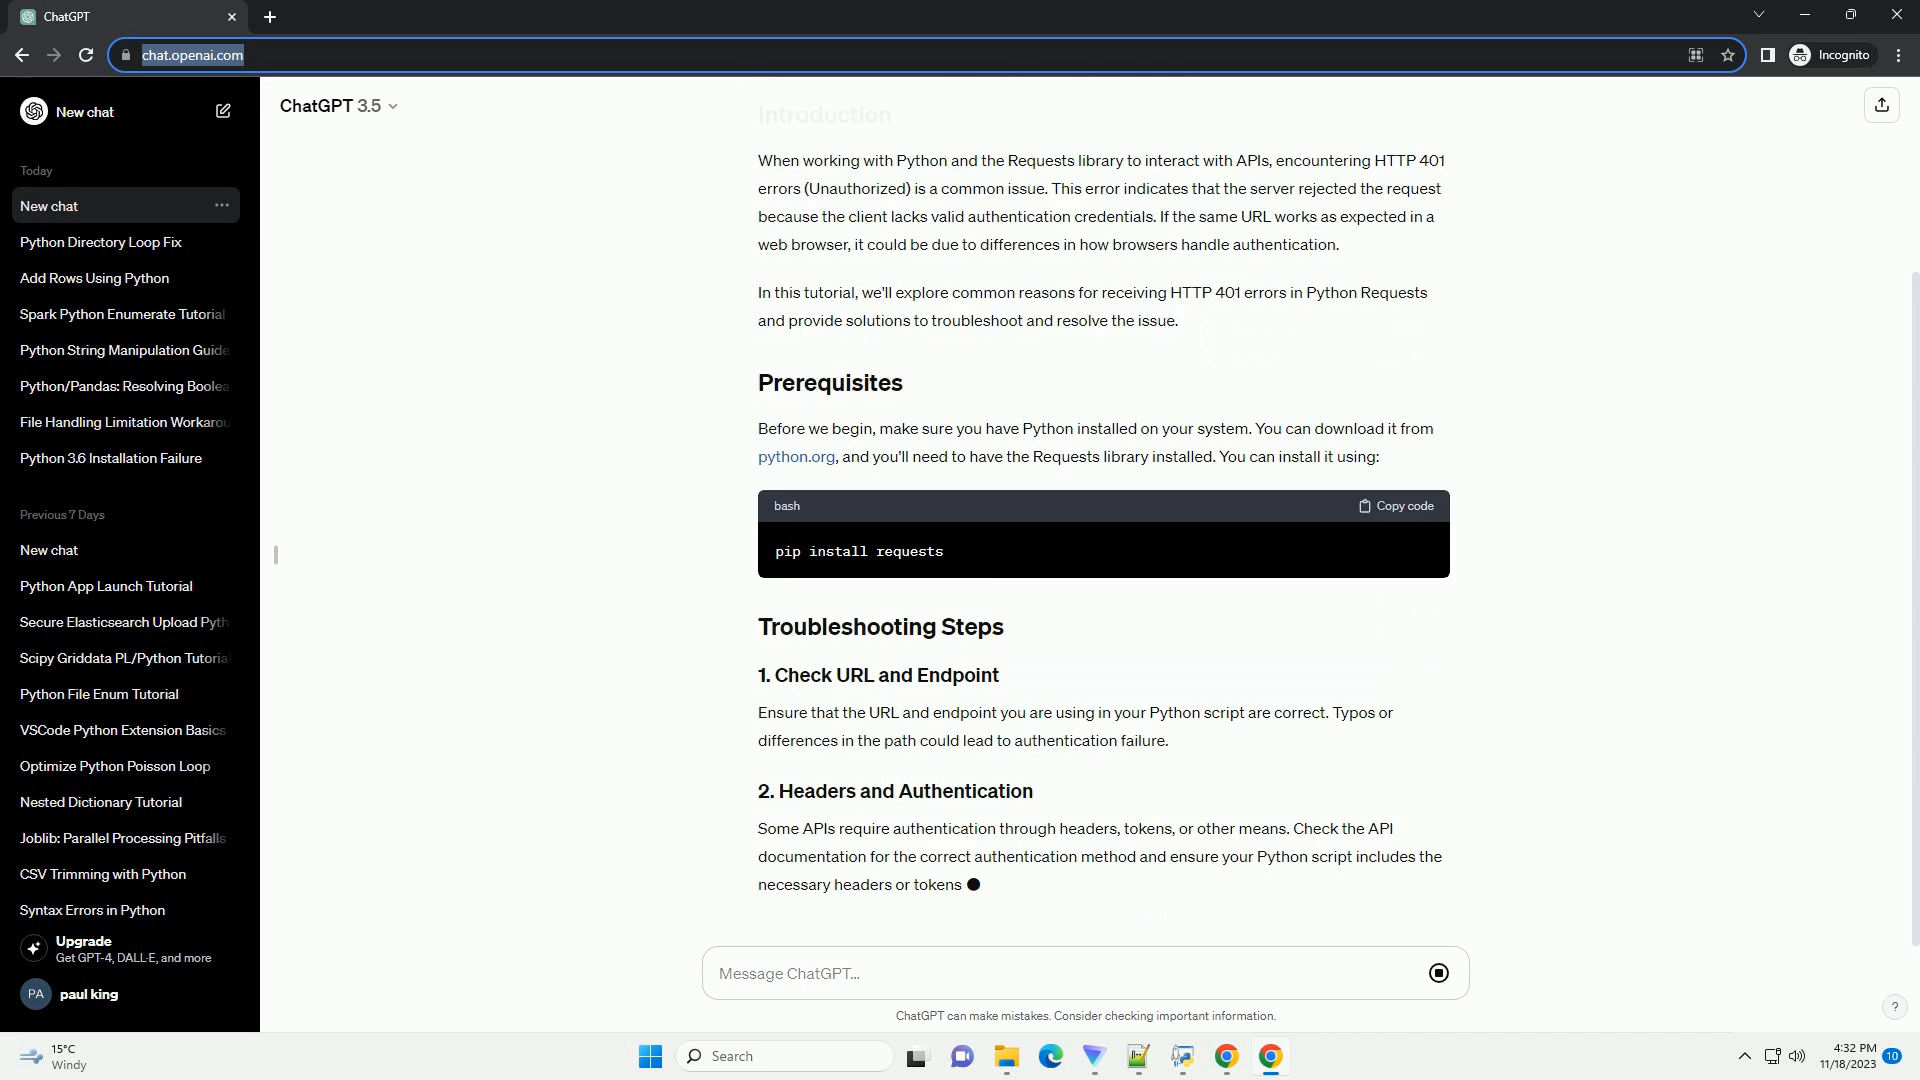 ChatGPT
chat.openai.com
Incognito
New chat
Today
New chat
Python Directory Loop Fix
Add Rows Using Python
Spark Python Enumerate Tutorial
Python String Manipulation Guide
Python/Pandas: Resolving Boolea
File Handling Limitation Workarou
Python 3.6 Installation Failure
Previous 7 Days
New chat
Python App Launch Tutorial
Secure Elasticsearch Upload Pyth
Scipy Griddata PL/Python Tutorial
Python File Enum Tutorial
VSCode Python Extension Basics
Optimize Python Poisson Loop
Nested Dictionary Tutorial
Joblib: Parallel Processing Pitfalls
CSV Trimming with Python
Syntax Errors in Python
Upgrade
Get GPT-4, DALL·E, and more
PA paul king
ChatGPT 3.5
Introduction
When working with Python and the Requests library to interact with APIs, encountering HTTP 401
errors (Unauthorized) is a common issue. This error indicates that the server rejected the request
because the client lacks valid authentication credentials. If the same URL works as expected in a
web browser, it could be due to differences in how browsers handle authentication.
In this tutorial, we'll explore common reasons for receiving HTTP 401 errors in Python Requests
and provide solutions to troubleshoot and resolve the issue.
Prerequisites
Before we begin, make sure you have Python installed on your system. You can download it from
python.org, and you'll need to have the Requests library installed. You can install it using:
bash Copy code
pip install requests
Troubleshooting Steps
1. Check URL and Endpoint
Ensure that the URL and endpoint you are using in your Python script are correct. Typos or
differences in the path could lead to authentication failure.
2. Headers and Authentication
Some APIs require authentication through headers, tokens, or other means. Check the API
documentation for the correct authentication method and ensure your Python script includes the
necessary headers or tokens
Message ChatGPT...
ChatGPT can make mistakes. Consider checking important information.
?
15°C
Windy
Search
4:32 PM
11/18/2023
10